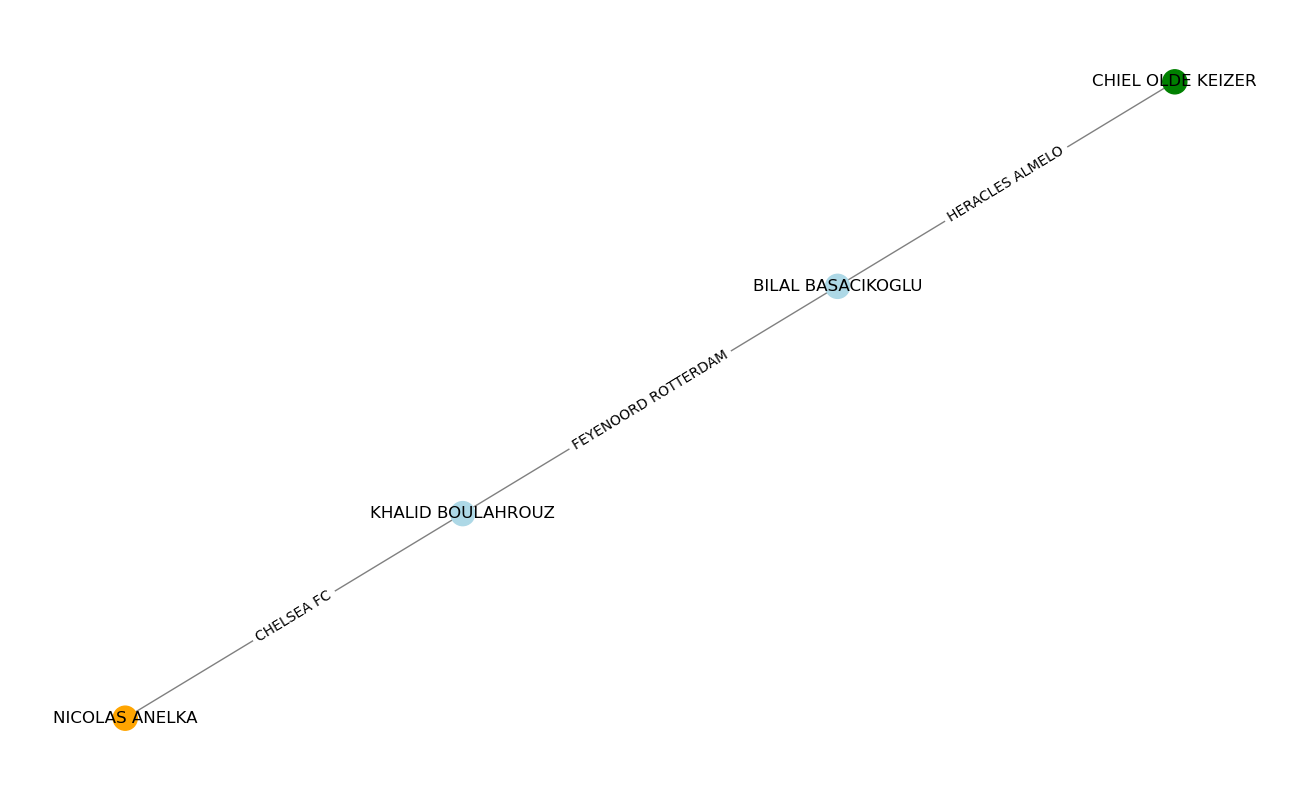 CHIEL OLDE KEIZER
HERACLES ALMELO
BILAL BASACIKOGLU
FEYENOORD ROTTERDAM
KHALID BOULAHROUZ
CHELSEA FC
NICOLAS ANELKA